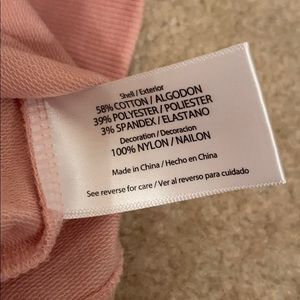 Shell / Exterior
58% COTTON / ALGODON
39% POLYESTER / POLIESTER
3% SPANDEX / ELASTANO
Decoration / Decoracion
100% NYLON / NAILON
Made in China / Hecho en China
See reverse for care / Ver al reverso para cuidado